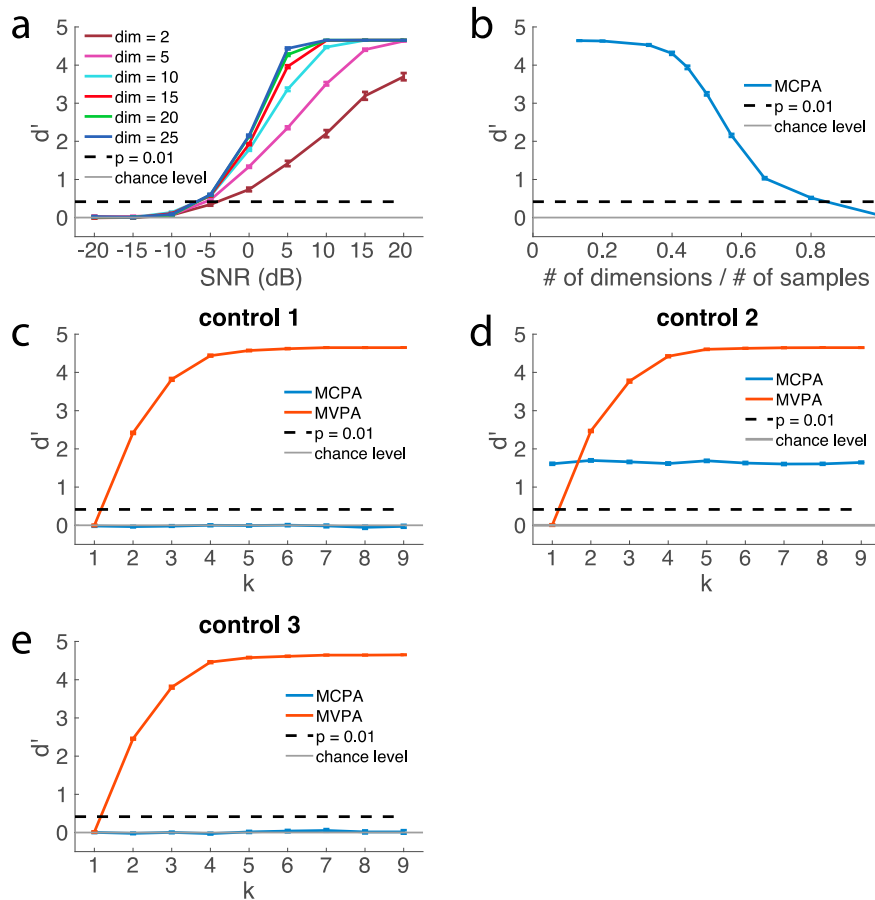 a
5
4
3
2
1
0
d'
dim = 2
dim = 5
dim = 10
dim = 15
dim = 20
dim = 25
p = 0.01
chance level
-20 -15 -10 -5 0 5 10 15 20
SNR (dB)
b
5
4
3
2
1
0
d'
MCPA
p = 0.01
chance level
0 0.2 0.4 0.6 0.8
# of dimensions / # of samples
c
control 1
5
4
3
2
1
0
d'
MCPA
MVPA
p = 0.01
chance level
1 2 3 4 5 6 7 8 9
k
d
control 2
5
4
3
2
1
0
d'
MCPA
MVPA
p = 0.01
chance level
1 2 3 4 5 6 7 8 9
k
e
control 3
5
4
3
2
1
0
d'
MCPA
MVPA
p = 0.01
chance level
1 2 3 4 5 6 7 8 9
k